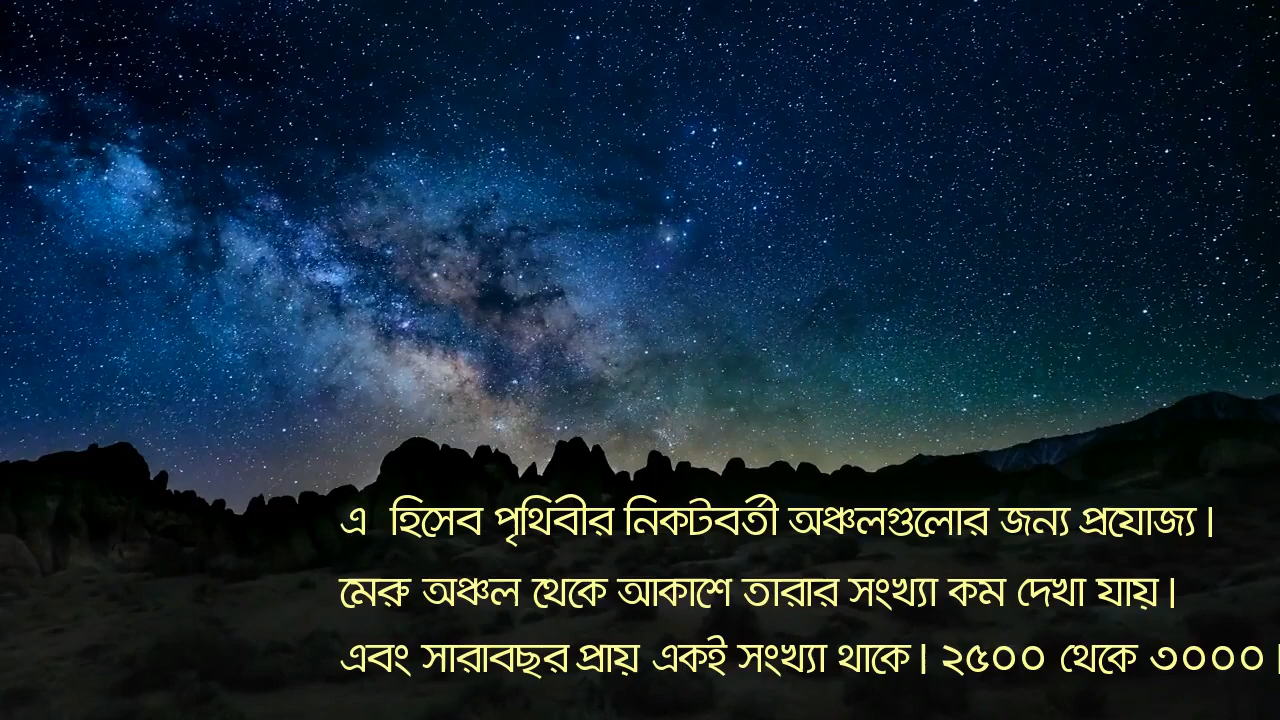 এ হিসেব পৃথিবীর নিকটবর্তী অঞ্চলগুলোর জন্য প্রযোজ্য।
মেরু অঞ্চল থেকে আকাশে তারার সংখ্যা কম দেখা যায়।
এবং সারাবছর প্রায় একই সংখ্যা থাকে। ২৫০০ থেকে ৩০০০।